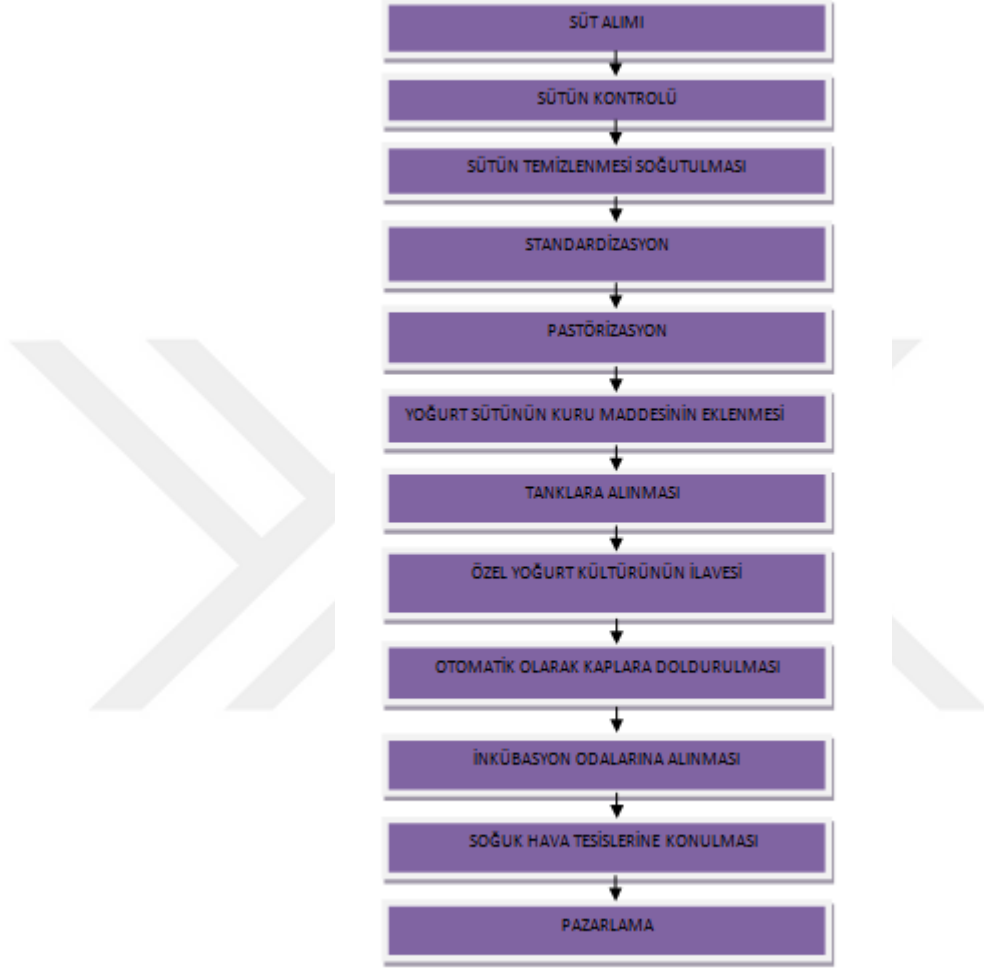 SÜT ALIMI
SÜTÜN KONTROLÜ
SÜTÜN TEMİZLENMESİ SOĞUTULMASI
STANDARDİZASYON
PASTÖRİZASYON
YOĞURT SÜTÜNÜN KURU MADDESİNİN EKLENMESİ
TANKLARA ALINMASI
ÖZEL YOĞURT KÜLTÜRÜNÜN İLAVESİ
OTOMATİK OLARAK KAPLARA DOLDURULMASI
İNKÜBASYON ODALARINA ALINMASI
SOĞUK HAVA TESİSLERİNE KONULMASI
PAZARLAMA